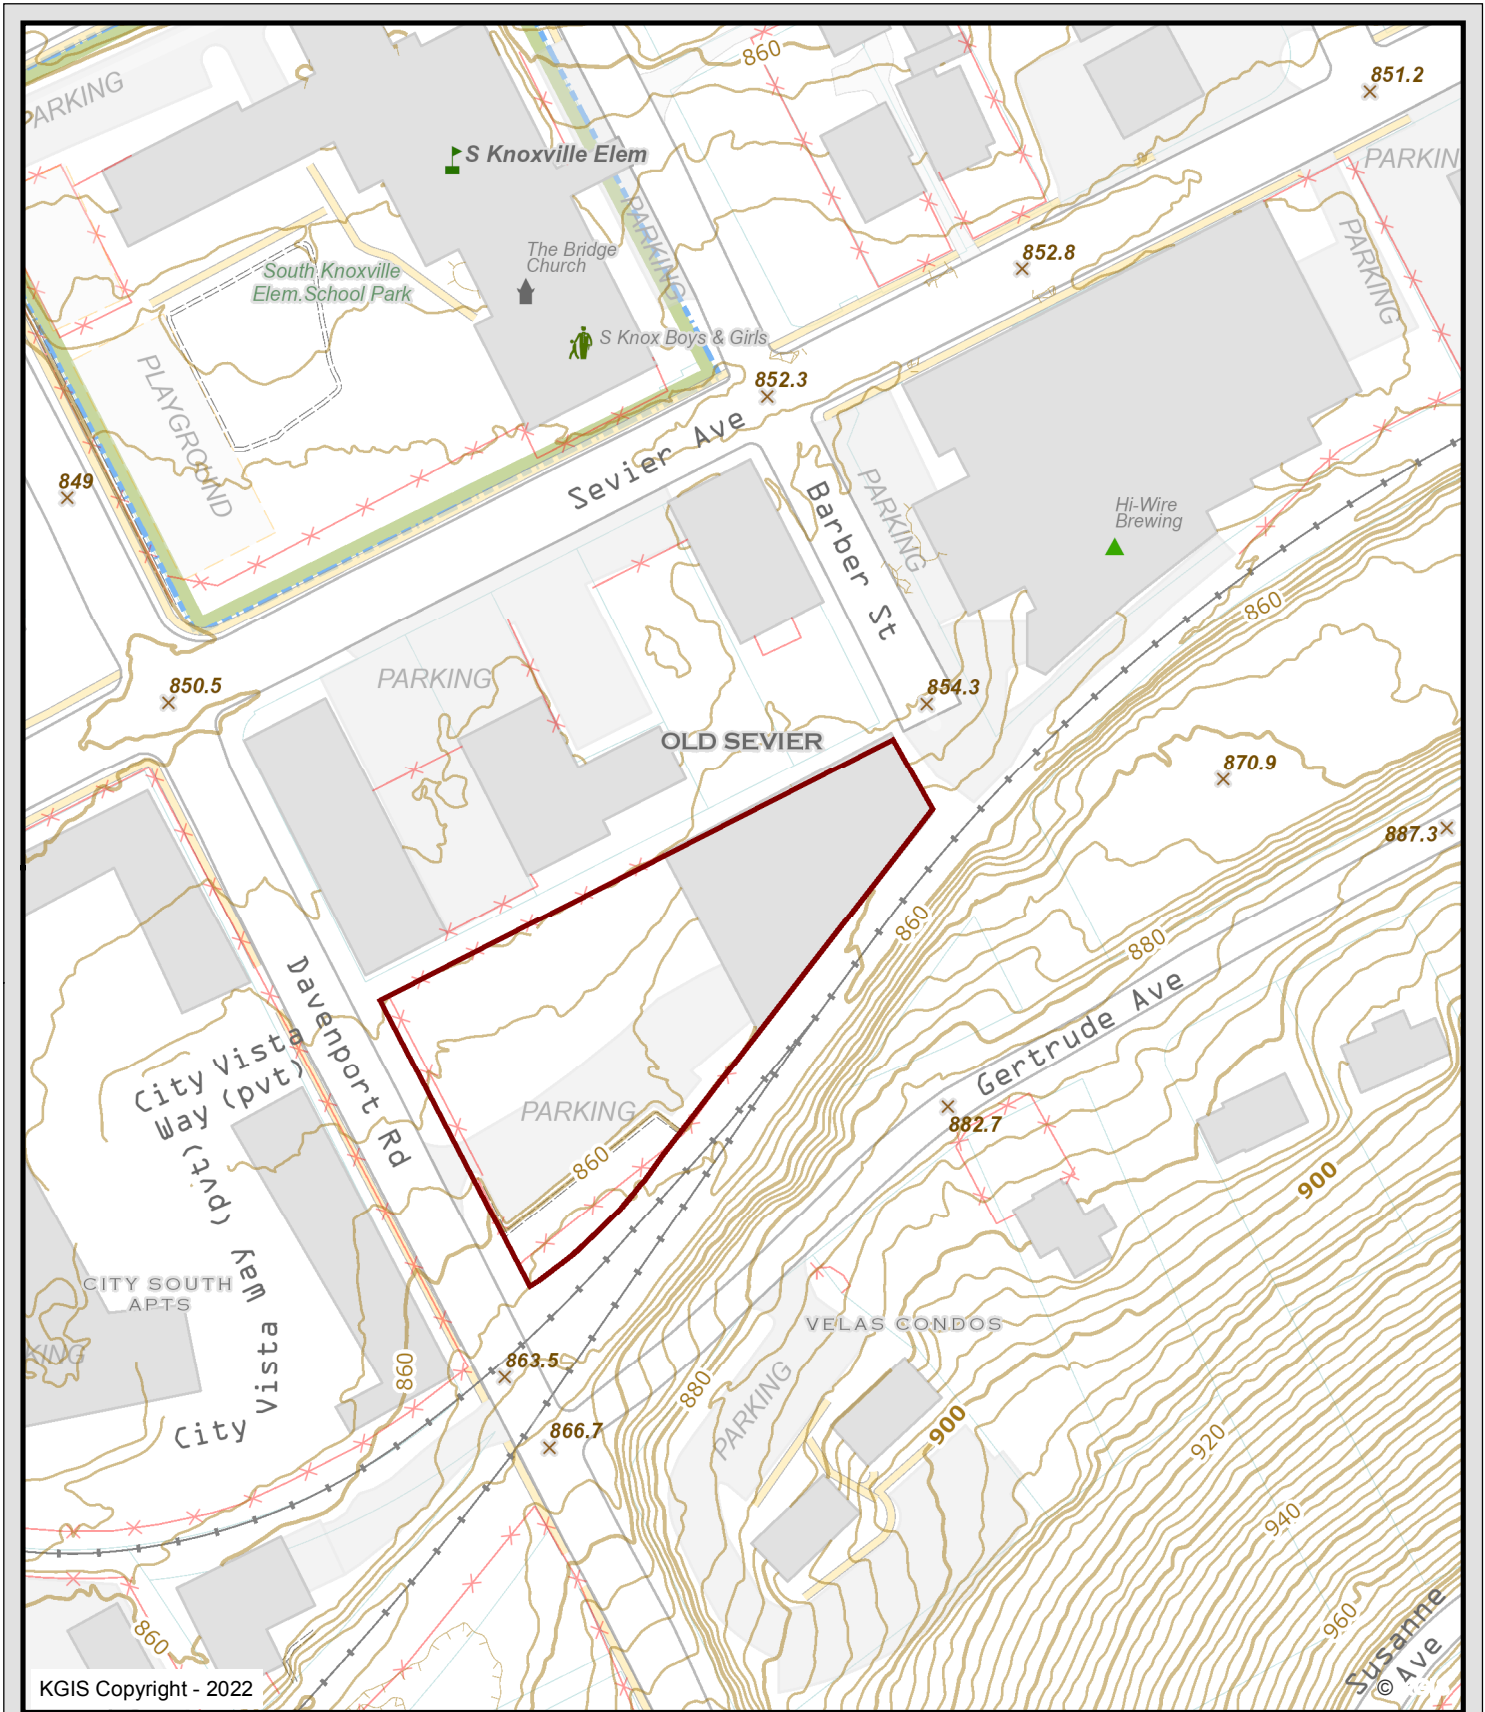 860
851.2
PARKING
S Knoxville Elem
PARKIN
PARKING
The Bridge
Church
852.8
PARKING
South Knoxville
Elem.School Park
S Knox Boys & Girls
852.3
PLAYGROUND
Sevier Ave
849
PARKING
Barber St
Hi-Wire
Brewing
860
PARKING
850.5
854.3
OLD SEVIER
870.9
887.3
860
880
Davenport Rd
Gertrude Ave
City Vista
Way (pvt)
PARKING
882.7
860
900
City Vista Way (pvt)
CITY SOUTH
APTS
VELAS CONDOS
KING
860
863.5
880
PARKING
900
866.7
920
940
860
960
Susanne
Ave
KGIS Copyright - 2022
©